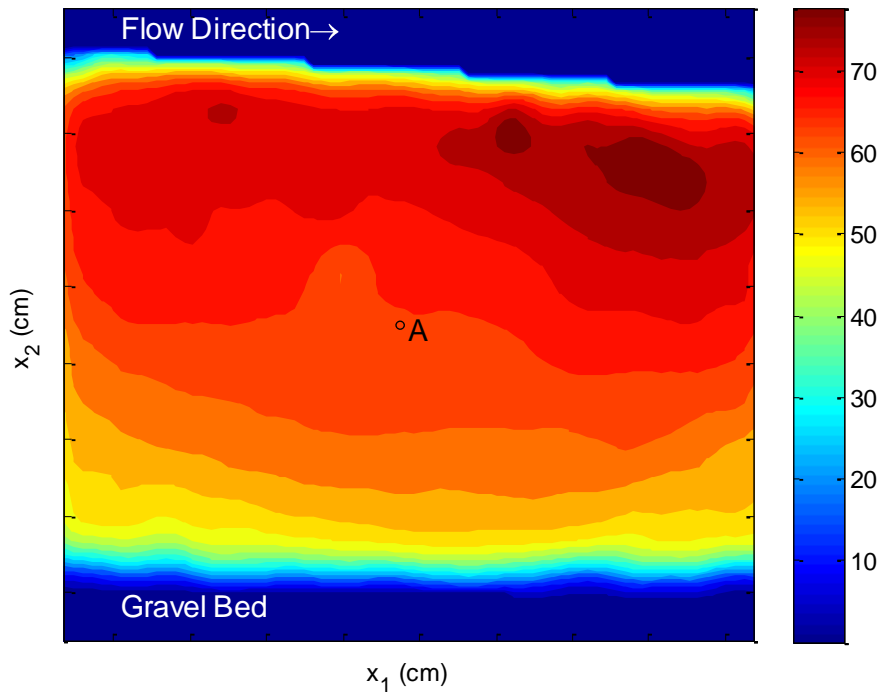 Flow Direction→
70
60
50
40
30
20
10
A
x₂ (cm)
Gravel Bed
x₁ (cm)